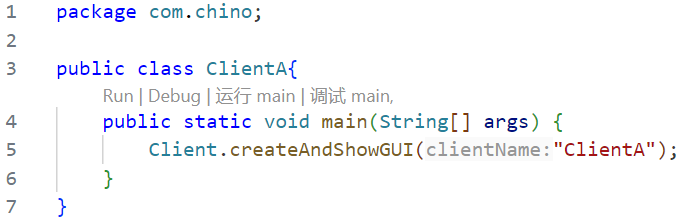 1 package com.chino;
2
3 public class ClientA{
Run | Debug | 运行 main | 调试 main,
4 public static void main(String[] args) {
5 Client.createAndShowGUI(clientName:"ClientA");
6 }
7 }